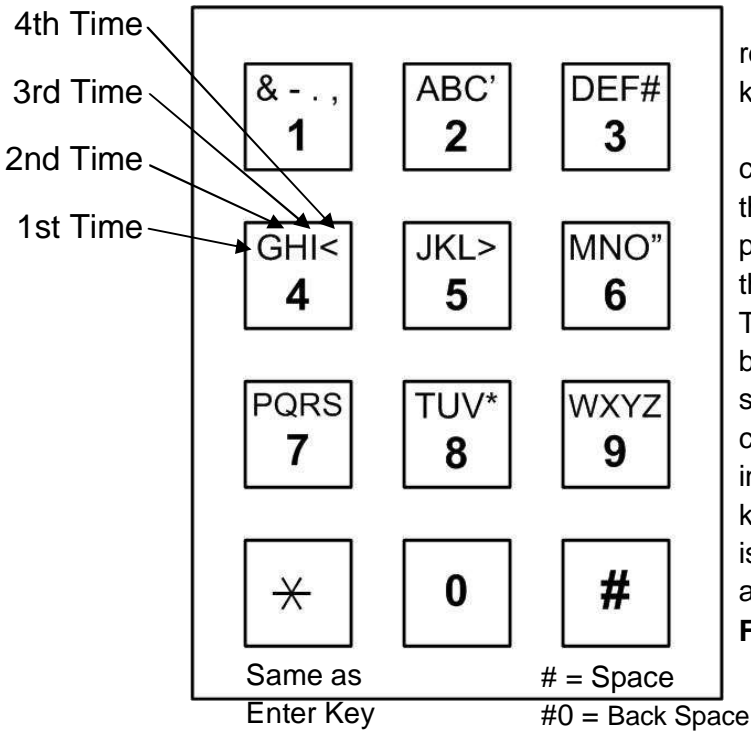 4th Time
3rd Time
2nd Time
1st Time
& - . ,
1
ABC’
2
DEF#
3
GHI<
4
JKL>
5
MNO”
6
PQRS
7
TUV*
8
WXYZ
9
*
0
#
Same as
Enter Key
# = Space
#0 = Back Space